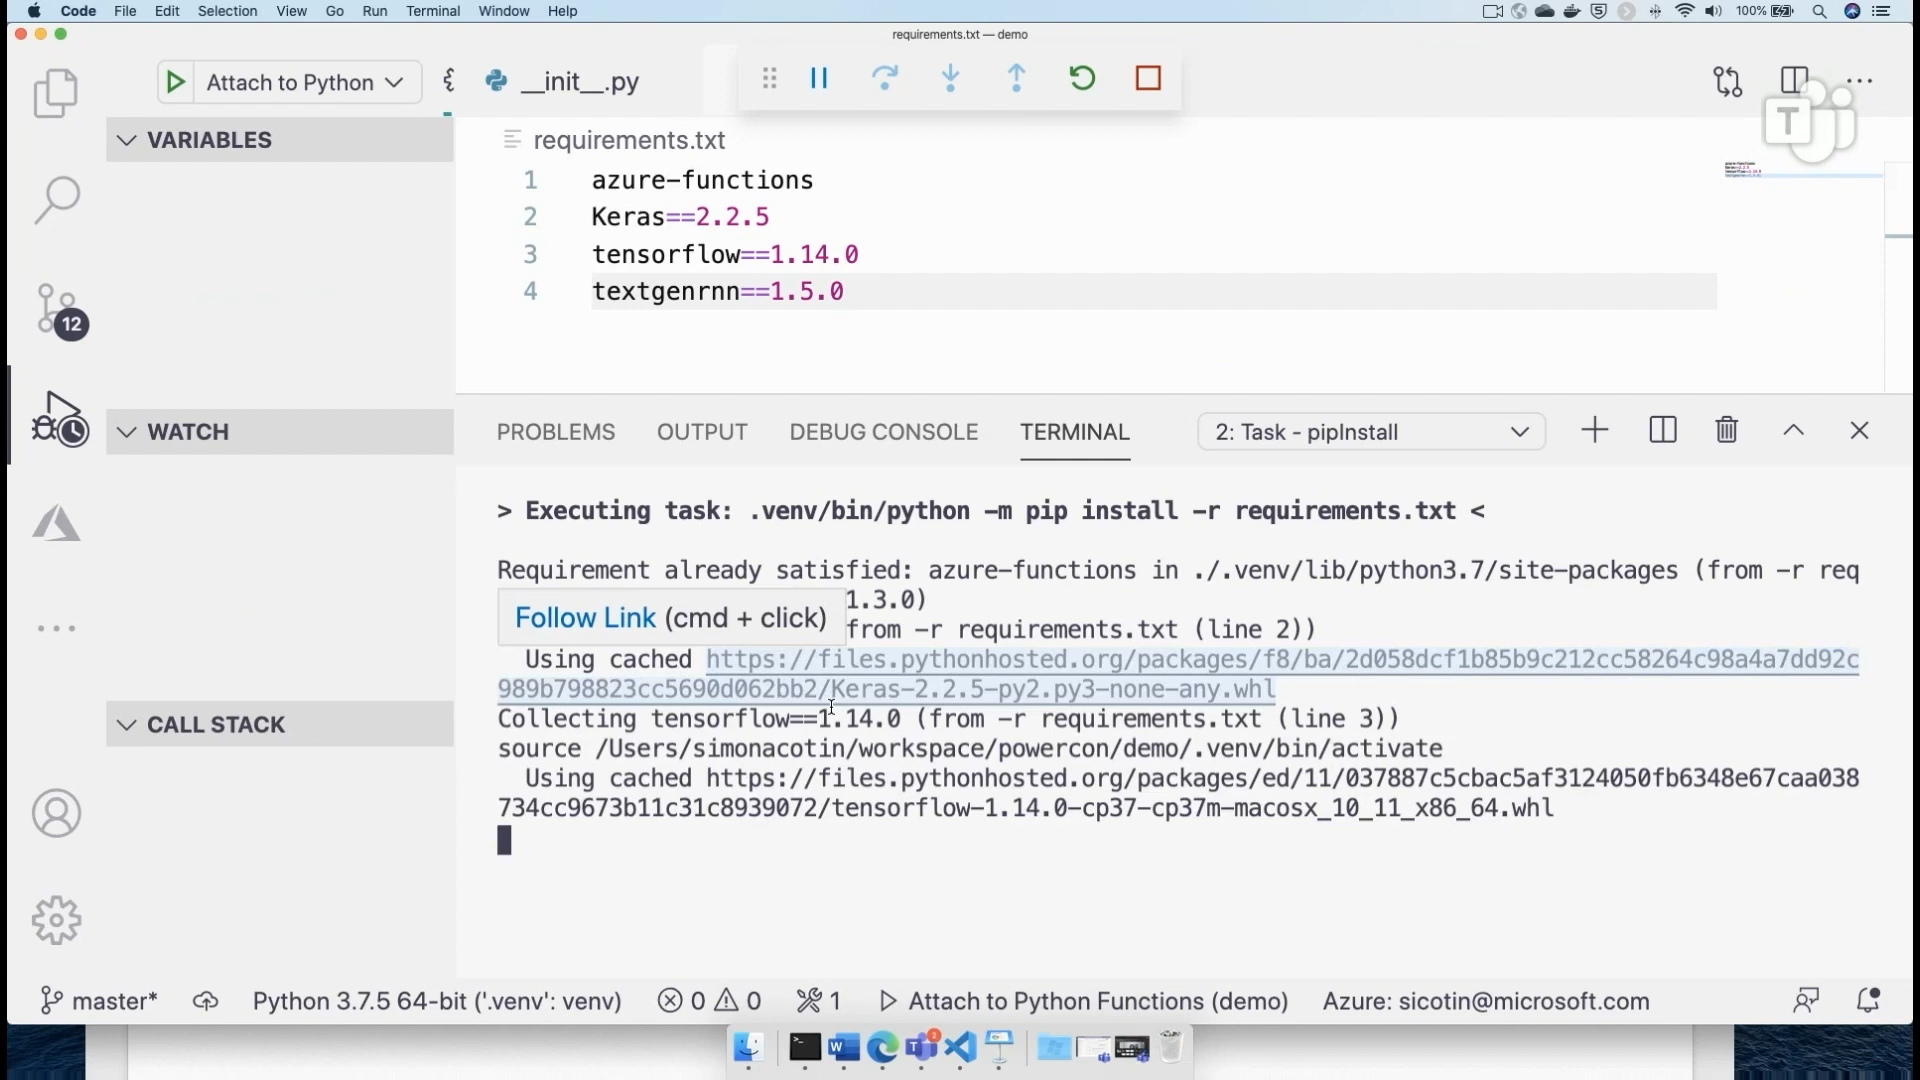 Code File Edit Selection View Go Run Terminal Window Help 100%
requirements.txt — demo
Attach to Python __init__.py
T
VARIABLES
requirements.txt
1 azure-functions
2 Keras==2.2.5
3 tensorflow==1.14.0
4 textgenrnn==1.5.0
12
WATCH
PROBLEMS OUTPUT DEBUG CONSOLE TERMINAL 2: Task - pipInstall
> Executing task: .venv/bin/python -m pip install -r requirements.txt <
Requirement already satisfied: azure-functions in ./.venv/lib/python3.7/site-packages (from -r req
1.3.0)
Follow Link (cmd + click)
from -r requirements.txt (line 2))
Using cached https://files.pythonhosted.org/packages/f8/ba/2d058dcf1b85b9c212cc58264c98a4a7dd92c
989b798823cc5690d062bb2/Keras-2.2.5-py2.py3-none-any.whl
Collecting tensorflow==1.14.0 (from -r requirements.txt (line 3))
source /Users/simonacotin/workspace/powercon/demo/.venv/bin/activate
Using cached https://files.pythonhosted.org/packages/ed/11/037887c5cbac5af3124050fb6348e67caa038
734cc9673b11c31c8939072/tensorflow-1.14.0-cp37-cp37m-macosx_10_11_x86_64.whl
CALL STACK
master* Python 3.7.5 64-bit ('.venv': venv) 0 0 1 Attach to Python Functions (demo) Azure: sicotin@microsoft.com
W T 2